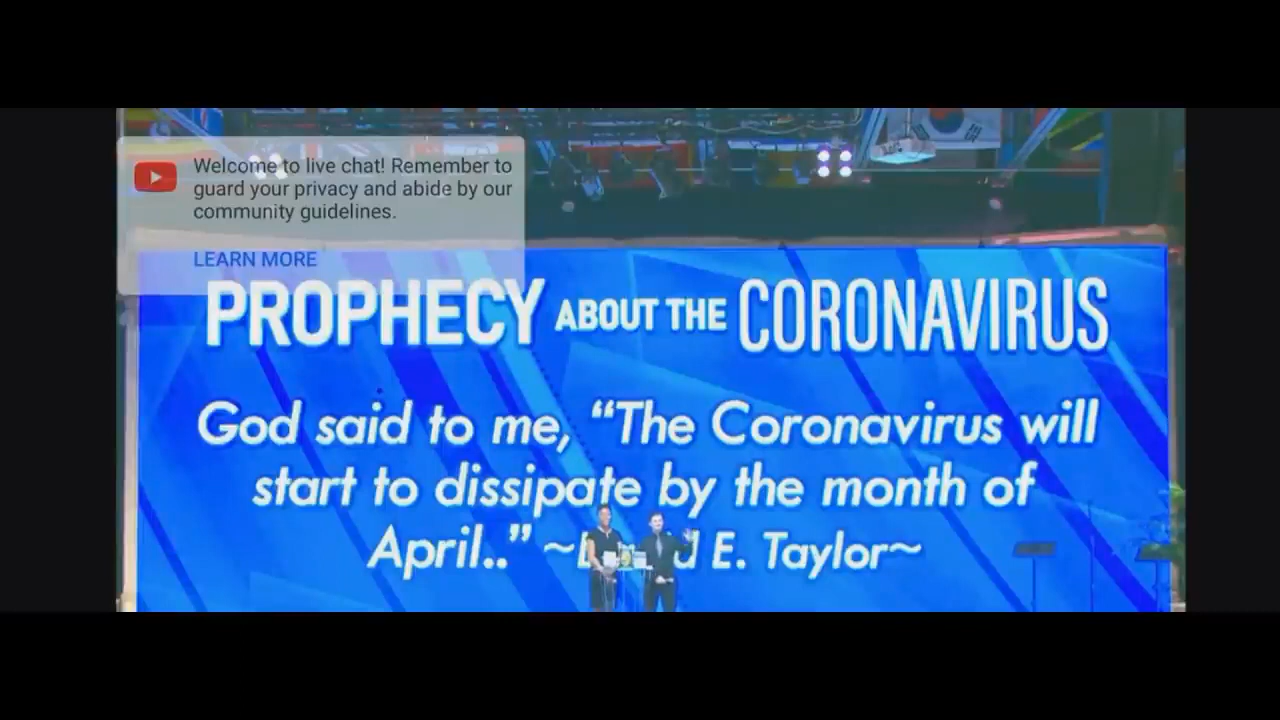 Welcome to live chat! Remember to
guard your privacy and abide by our
community guidelines.
LEARN MORE
PROPHECY ABOUT THE CORONAVIRUS
God said to me, “The Coronavirus will
start to dissipate by the month of
April..” ~ E. Taylor~